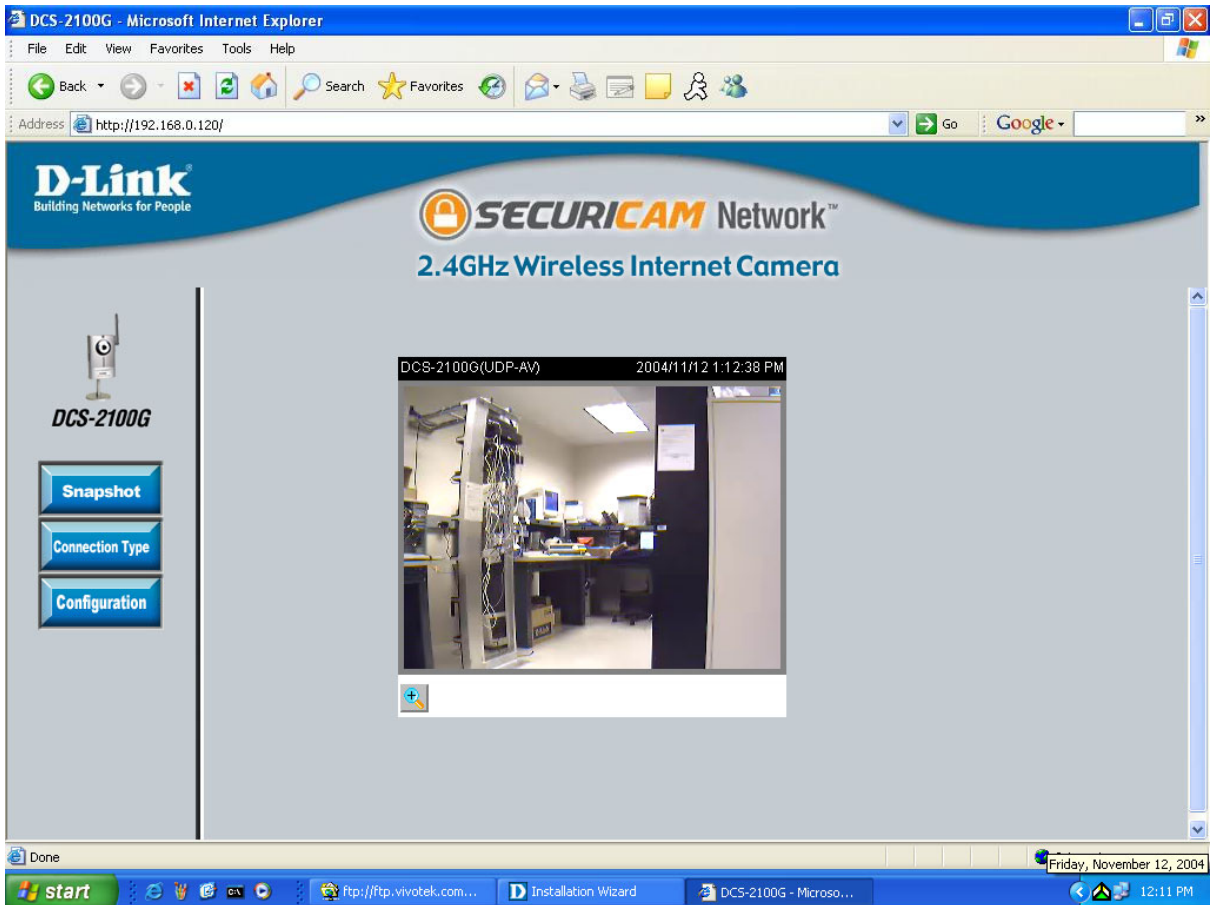 DCS-2100G - Microsoft Internet Explorer
File Edit View Favorites Tools Help
Back Search Favorites
Address http://192.168.0.120/ Go Google
D-Link®
Building Networks for People
SECURICAM Network™
2.4GHz Wireless Internet Camera
DCS-2100G
Snapshot
Connection Type
Configuration
DCS-2100G(UDP-AV) 2004/11/12 1:12:38 PM
Done
Friday, November 12, 2004
start ftp://ftp.vivotek.com... Installation Wizard DCS-2100G - Microso... 12:11 PM